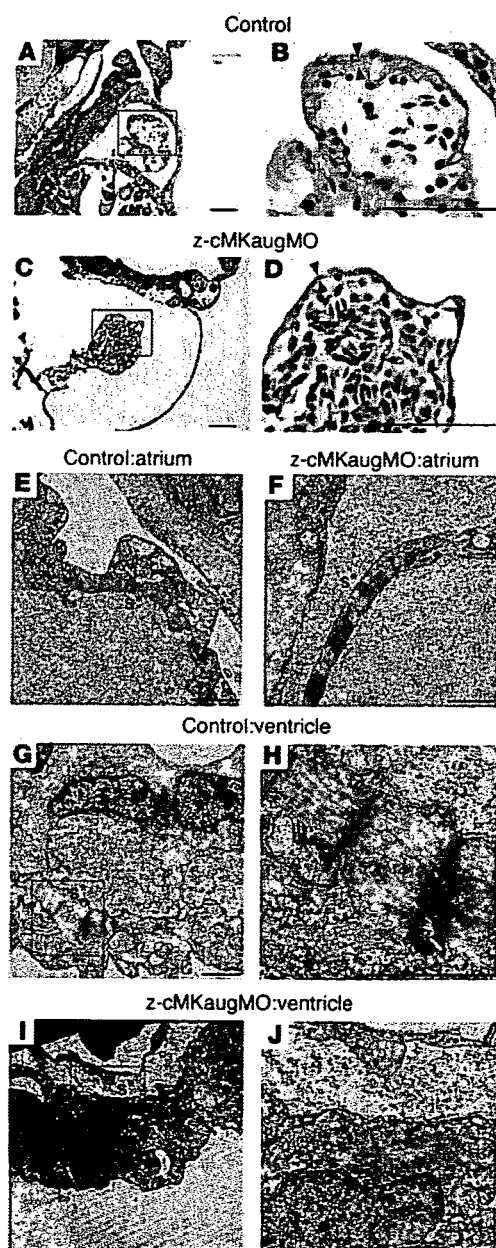 Control
A B
z-cMKaugMO
C D
Control:atrium z-cMKaugMO:atrium
E F
S S
Control:ventricle
G H
S
z-cMKaugMO:ventricle
I J